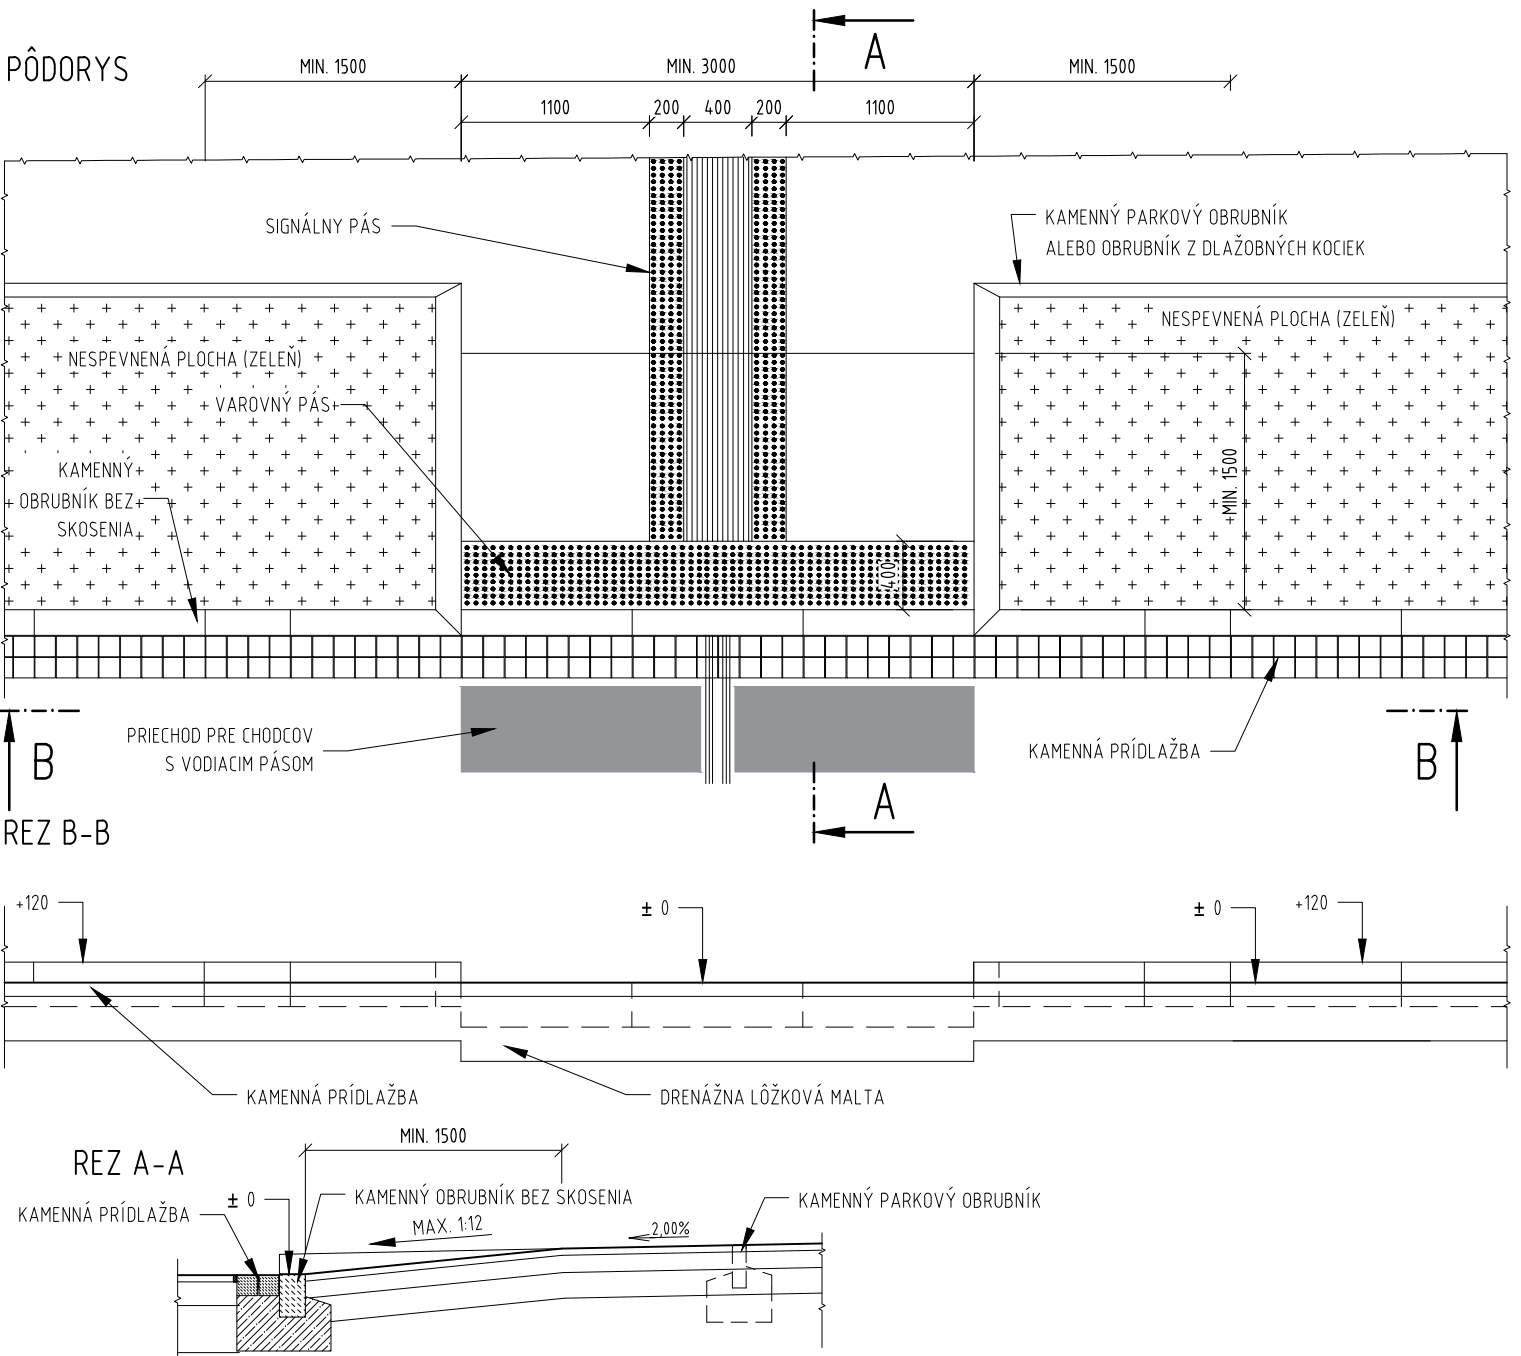 PÔDORYS
A
MIN. 1500
MIN. 3000
MIN. 1500
1100
200
400
200
1100
SIGNÁLNY PÁS
KAMENNÝ PARKOVÝ OBRUBNÍK
ALEBO OBRUBNÍK Z DLAŽOBNÝCH KOCIEK
NESPEVNENÁ PLOCHA (ZELEŇ)
NESPEVNENÁ PLOCHA (ZELEŇ)
VAROVNÝ PÁS
KAMENNÝ
OBRUBNÍK BEZ
SKOSENIA
MIN. 1500
400
PRIECHOD PRE CHODCOV
S VODIACIM PÁSOM
KAMENNÁ PRÍDLAŽBA
B
B
A
REZ B-B
+120
± 0
± 0
+120
KAMENNÁ PRÍDLAŽBA
DRENÁŽNA LÔŽKOVÁ MALTA
REZ A-A
MIN. 1500
KAMENNÁ PRÍDLAŽBA
± 0
KAMENNÝ OBRUBNÍK BEZ SKOSENIA
KAMENNÝ PARKOVÝ OBRUBNÍK
MAX. 1:12
2,00%